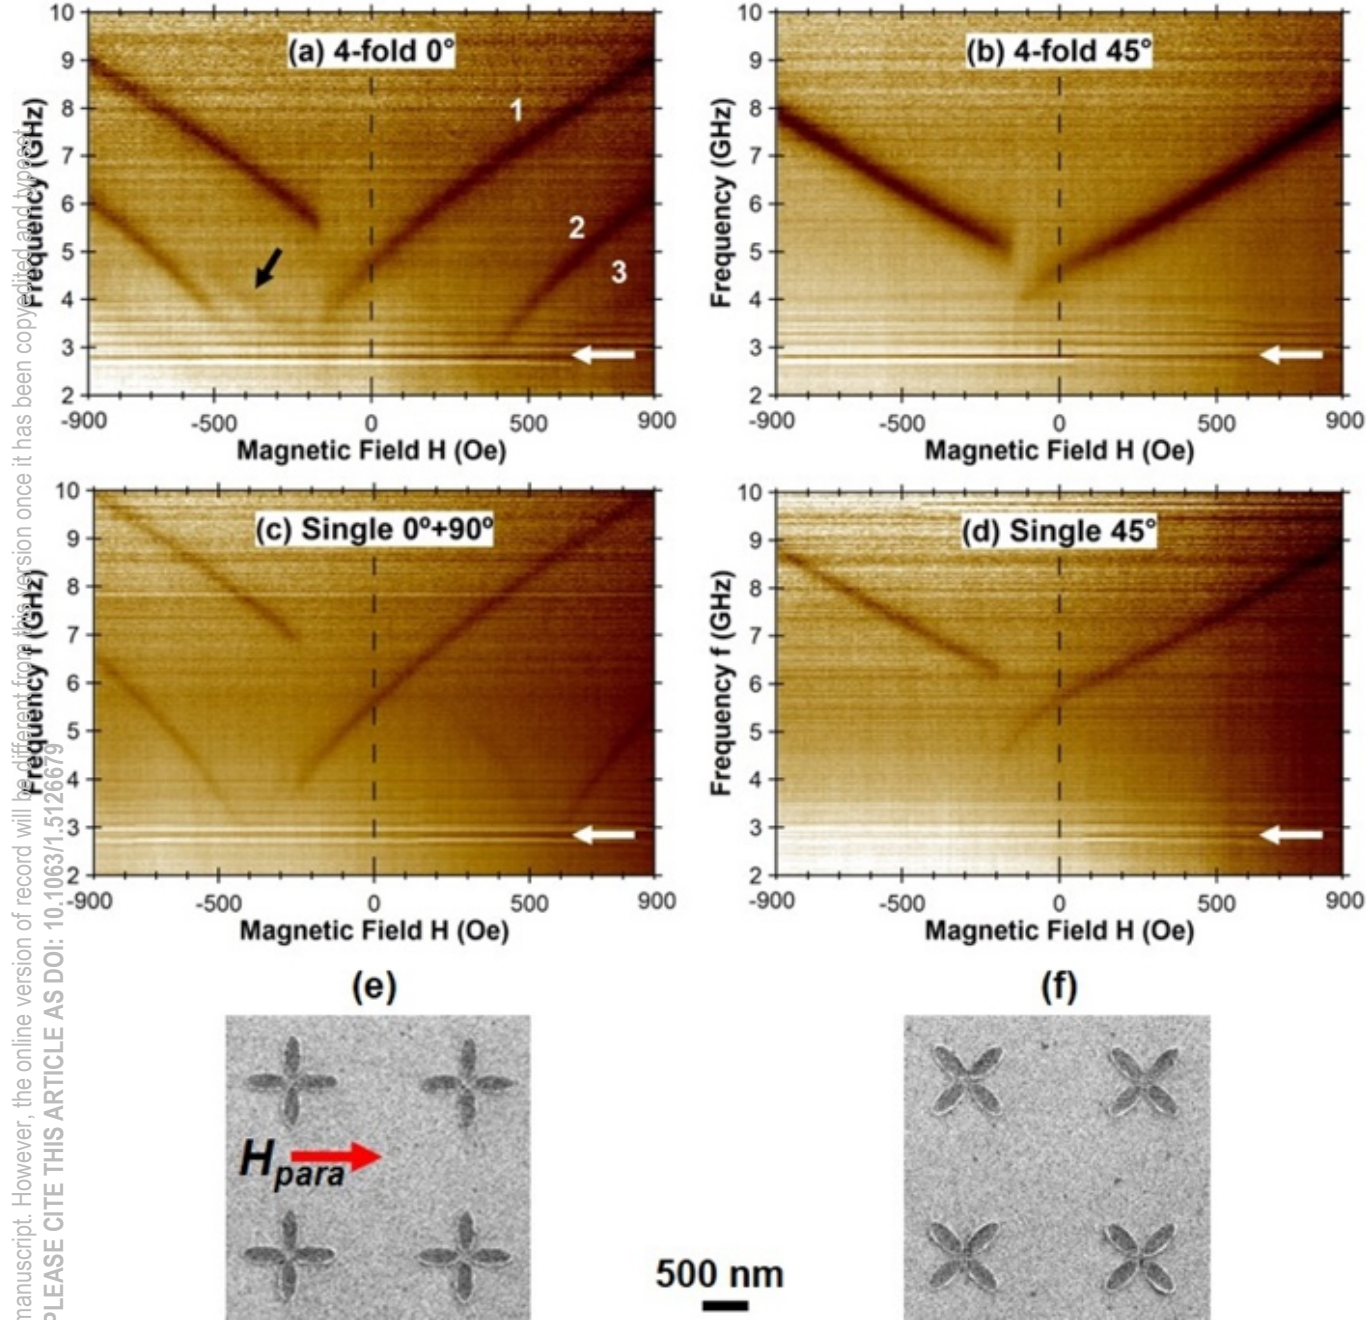 manuscript. However, the online version of record will be different from this version once it has been copyedited and typeset.
PLEASE CITE THIS ARTICLE AS DOI: 10.1063/1.5126679
(a) 4-fold 0°
Frequency (GHz)
10
9
8
7
6
5
4
3
2
1
2
3
-900 -500 0 500 900
Magnetic Field H (Oe)
(b) 4-fold 45°
Frequency (GHz)
10
9
8
7
6
5
4
3
2
-900 -500 0 500 900
Magnetic Field H (Oe)
(c) Single 0º+90º
Frequency f (GHz)
10
9
8
7
6
5
4
3
2
-900 -500 0 500 900
Magnetic Field H (Oe)
(d) Single 45°
Frequency f (GHz)
10
9
8
7
6
5
4
3
2
-900 -500 0 500 900
Magnetic Field H (Oe)
(e)
Hpara
(f)
500 nm